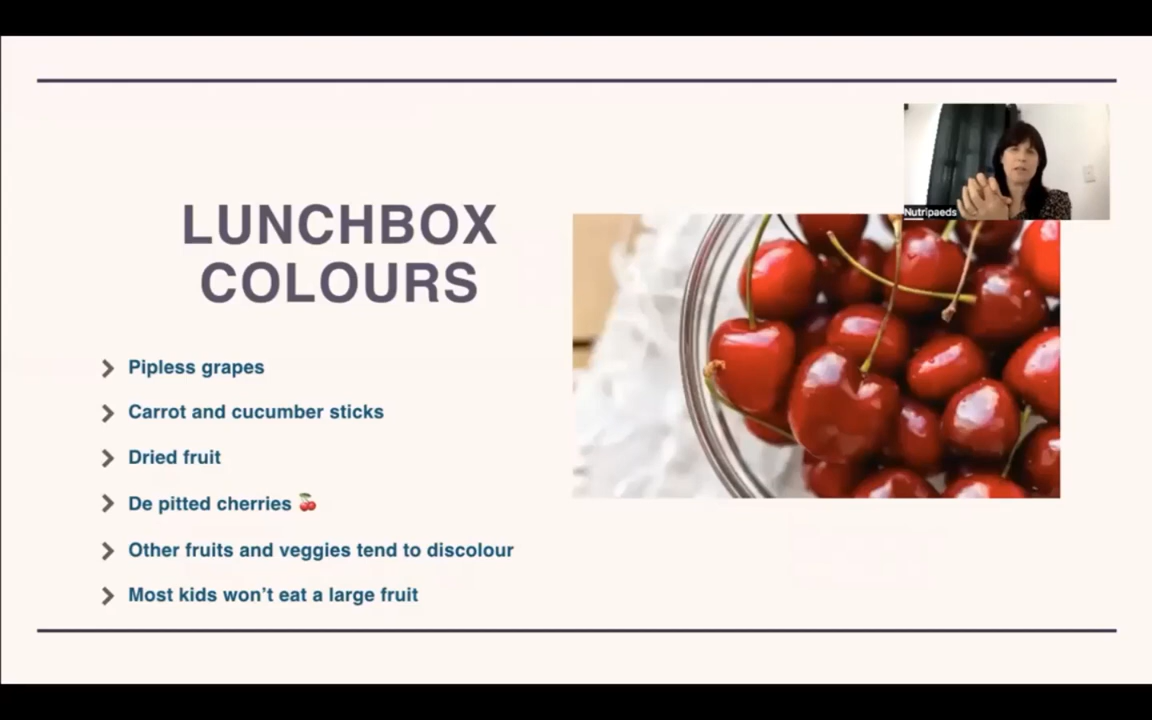 LUNCHBOX
COLOURS
Pipless grapes
Carrot and cucumber sticks
Dried fruit
De pitted cherries 🍒
Other fruits and veggies tend to discolour
Most kids won’t eat a large fruit
Nutripaeds